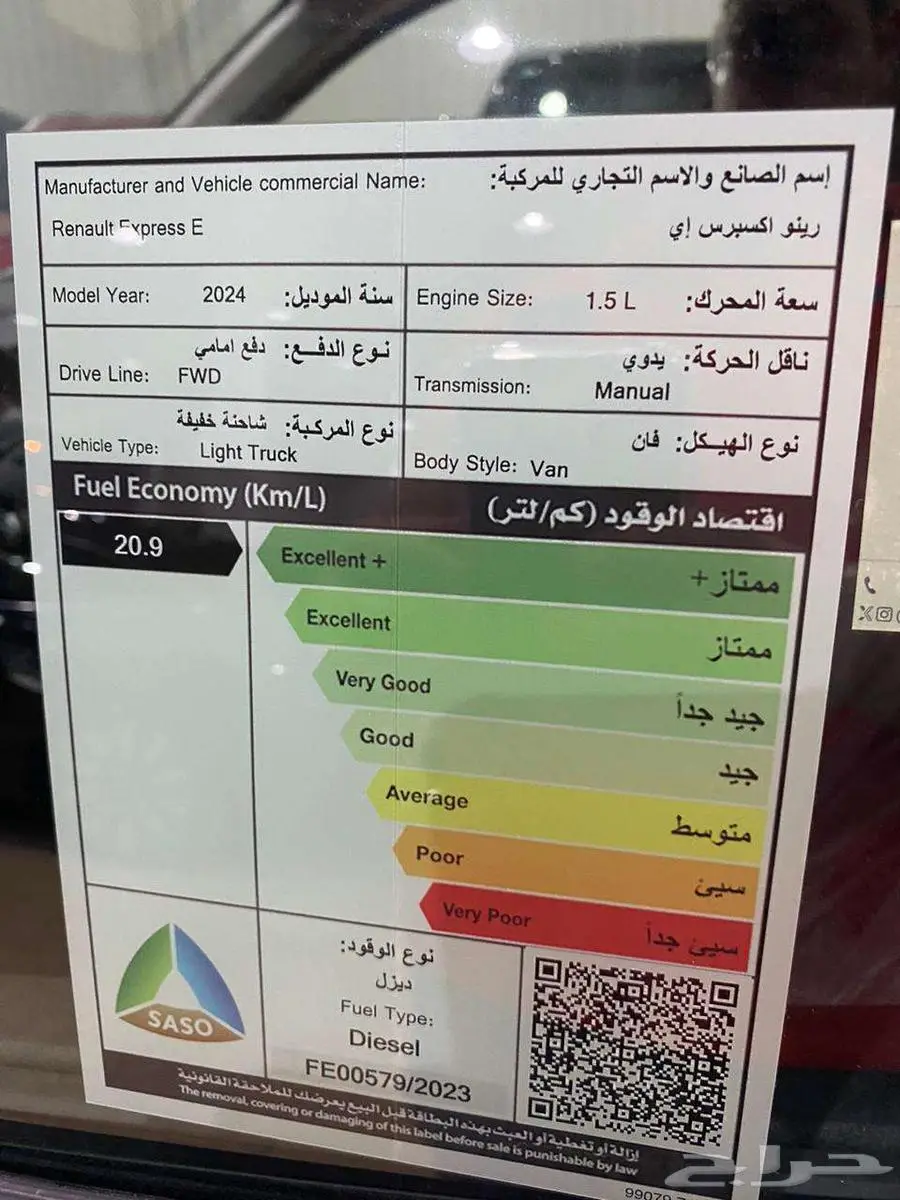 Manufacturer and Vehicle commercial Name: إسم الصانع والاسم التجاري للمركبة:
Renault Express E رينو اكسبرس إي
Model Year: 2024 سنة الموديل:
Engine Size: 1.5 L سعة المحرك:
نوع الدفع: دفع امامي
Drive Line: FWD
ناقل الحركة: يدوي
Transmission: Manual
نوع المركبة: شاحنة خفيفة
Vehicle Type: Light Truck
نوع الهيكل: فان
Body Style: Van
Fuel Economy (Km/L) اقتصاد الوقود (كم/لتر)
20.9
Excellent + ممتاز +
Excellent ممتاز
Very Good جيد جداً
Good جيد
Average متوسط
Poor سيئ
Very Poor سيئ جداً
SASO
نوع الوقود:
ديزل
Fuel Type:
Diesel
FE00579/2023
إزالة أو تغطية أو العبث بهذه البطاقة قبل البيع يعرضك للملاحقة القانونية
The removal, covering or damaging of this label before sale is punishable by law
حراج